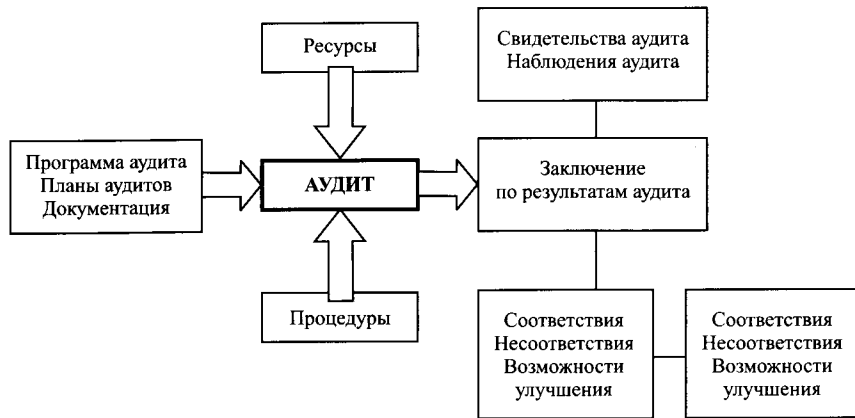 Ресурсы
Свидетельства аудита
Наблюдения аудита
Программа аудита
Планы аудитов
Документация
АУДИТ
Заключение
по результатам аудита
Процедуры
Соответствия
Несоответствия
Возможности
улучшения
Соответствия
Несоответствия
Возможности
улучшения